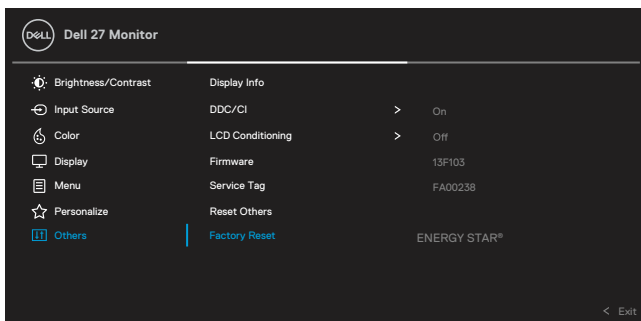 DELL Dell 27 Monitor
Brightness/Contrast Display Info
Input Source DDC/CI > On
Color LCD Conditioning > Off
Display Firmware 13F103
Menu Service Tag FA00238
Personalize Reset Others
Others Factory Reset ENERGY STAR®
< Exit